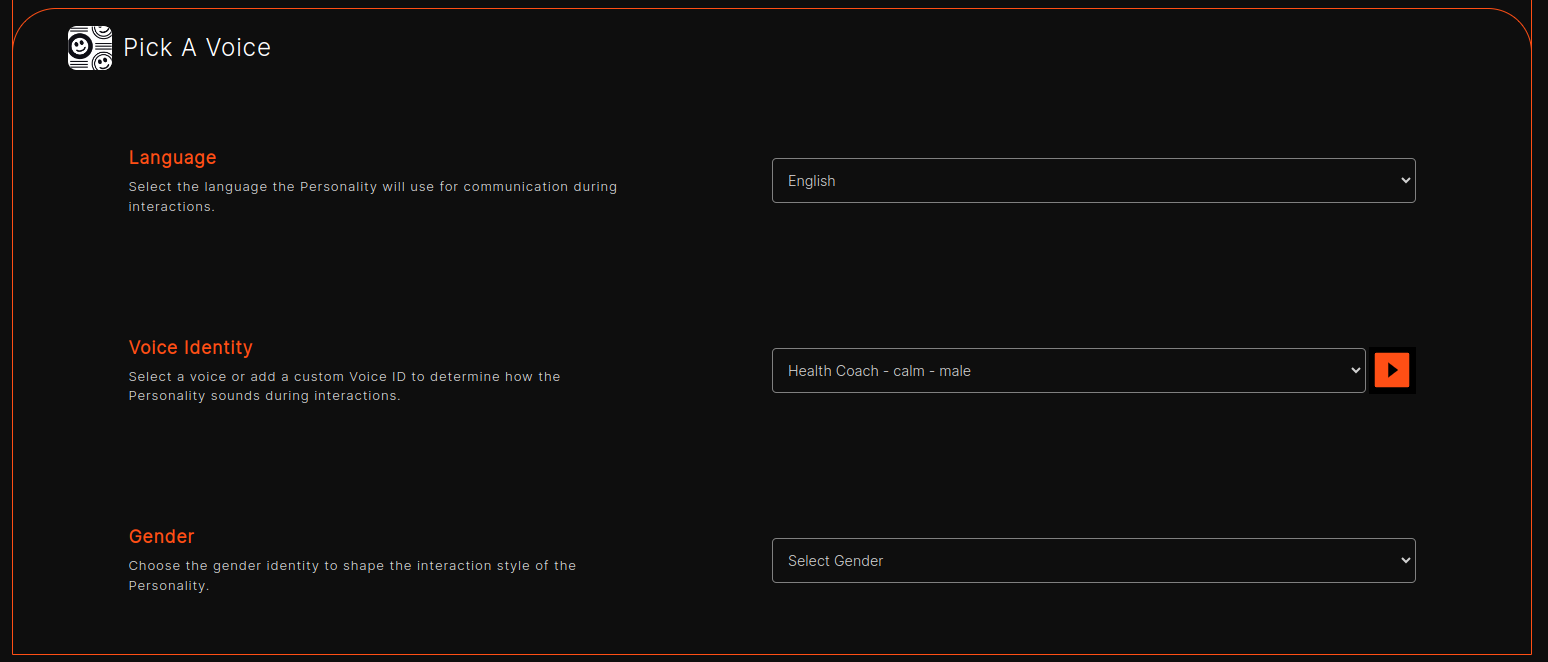 Pick A Voice
Language
Select the language the Personality will use for communication during
interactions.
English
Voice Identity
Select a voice or add a custom Voice ID to determine how the
Personality sounds during interactions.
Health Coach - calm - male
Gender
Choose the gender identity to shape the interaction style of the
Personality.
Select Gender